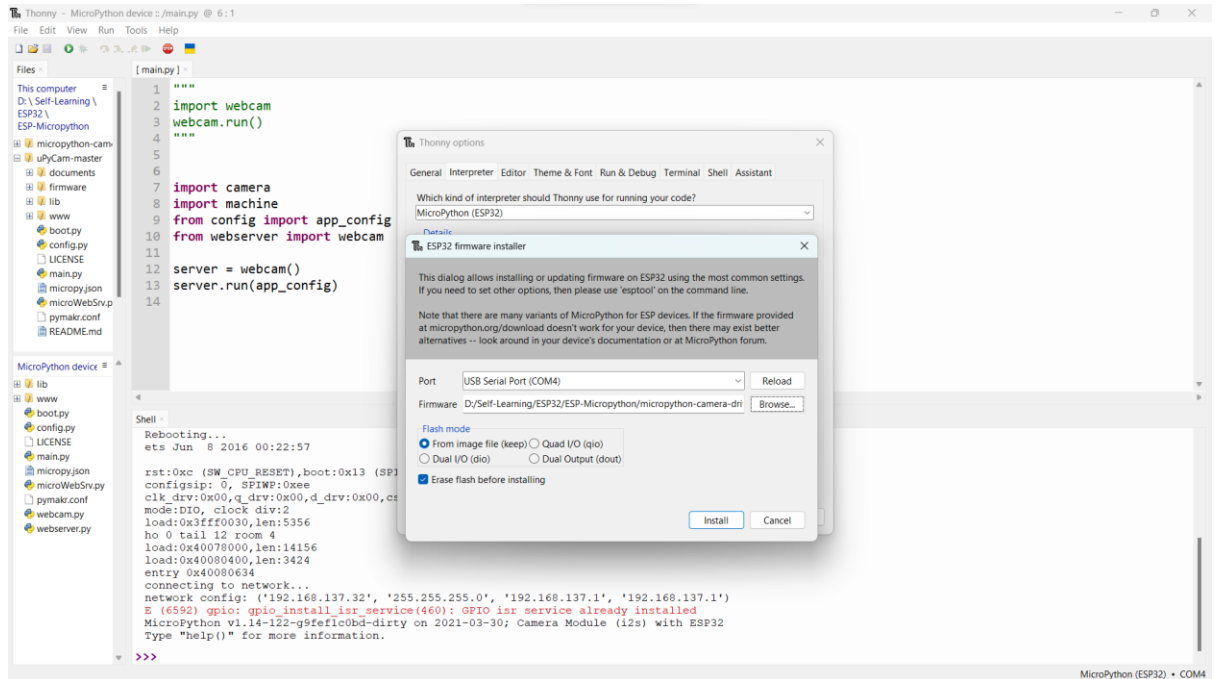 Thonny - MicroPython device :: /main.py @ 6 : 1
File Edit View Run Tools Help
Files
This computer
D: \ Self-Learning \
ESP32 \
ESP-Micropython
micropython-cam
uPyCam-master
documents
firmware
lib
www
boot.py
config.py
LICENSE
main.py
micropy.json
microWebSrv.p
pymakr.conf
README.md
MicroPython device
lib
www
boot.py
config.py
LICENSE
main.py
micropy.json
microWebSrv.py
pymakr.conf
webcam.py
webserver.py
[ main.py ]
1 """
2 import webcam
3 webcam.run()
4 """
5
6
7 import camera
8 import machine
9 from config import app_config
10 from webserver import webcam
11
12 server = webcam()
13 server.run(app_config)
14
Thonny options
General Interpreter Editor Theme & Font Run & Debug Terminal Shell Assistant
Which kind of interpreter should Thonny use for running your code?
MicroPython (ESP32)
Details
ESP32 firmware installer
This dialog allows installing or updating firmware on ESP32 using the most common settings.
If you need to set other options, then please use 'esptool' on the command line.
Note that there are many variants of MicroPython for ESP devices. If the firmware provided
at micropython.org/download doesn't work for your device, then there may exist better
alternatives -- look around in your device's documentation or at MicroPython forum.
Port USB Serial Port (COM4) Reload
Firmware D:/Self-Learning/ESP32/ESP-Micropython/micropython-camera-dri Browse...
Flash mode
From image file (keep) Quad I/O (qio)
Dual I/O (dio) Dual Output (dout)
Erase flash before installing
Install Cancel
Shell
Rebooting...
ets Jun 8 2016 00:22:57
rst:0xc (SW_CPU_RESET),boot:0x13 (SPI
configsip: 0, SPIWP:0xee
clk_drv:0x00,q_drv:0x00,d_drv:0x00,cs
mode:DIO, clock div:2
load:0x3fff0030,len:5356
ho 0 tail 12 room 4
load:0x40078000,len:14156
load:0x40080400,len:3424
entry 0x40080634
connecting to network...
network config: ('192.168.137.32', '255.255.255.0', '192.168.137.1', '192.168.137.1')
E (6592) gpio: gpio_install_isr_service(460): GPIO isr service already installed
MicroPython v1.14-122-g9fef1c0bd-dirty on 2021-03-30; Camera Module (i2s) with ESP32
Type "help()" for more information.
>>>
MicroPython (ESP32) • COM4